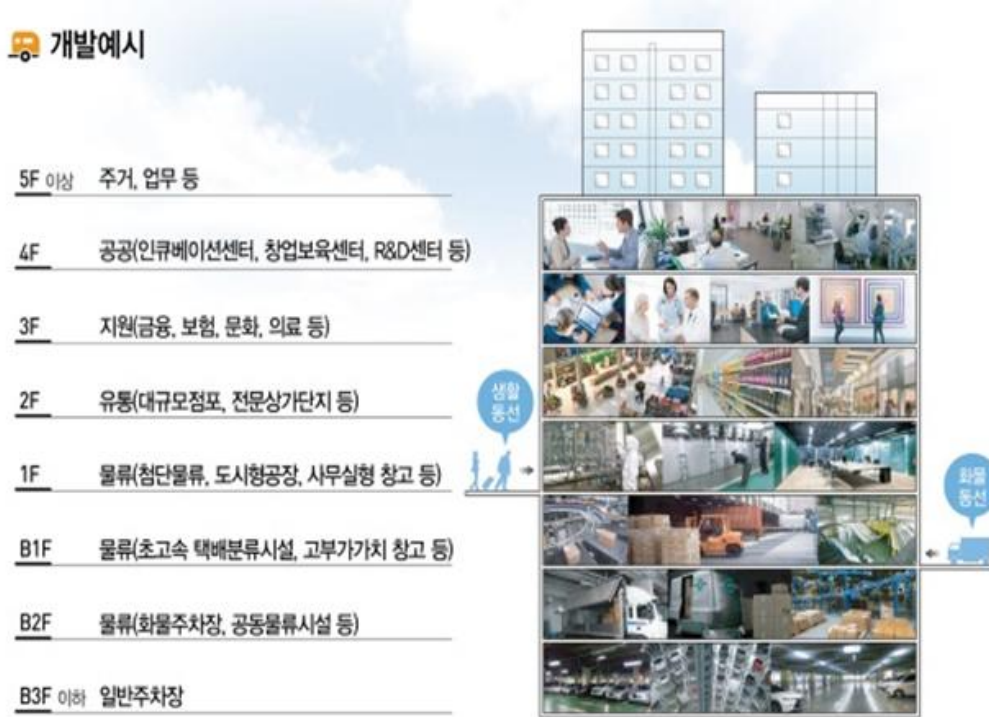 개발예시
5F 이상 주거, 업무 등
4F 공공(인큐베이션센터, 창업보육센터, R&D센터 등)
3F 지원(금융, 보험, 문화, 의료 등)
2F 유통(대규모점포, 전문상가단지 등)
생활
동선
1F 물류(첨단물류, 도시형공장, 사무실형 창고 등)
화물
동선
B1F 물류(초고속 택배분류시설, 고부가가치 창고 등)
B2F 물류(화물주차장, 공동물류시설 등)
B3F 이하 일반주차장